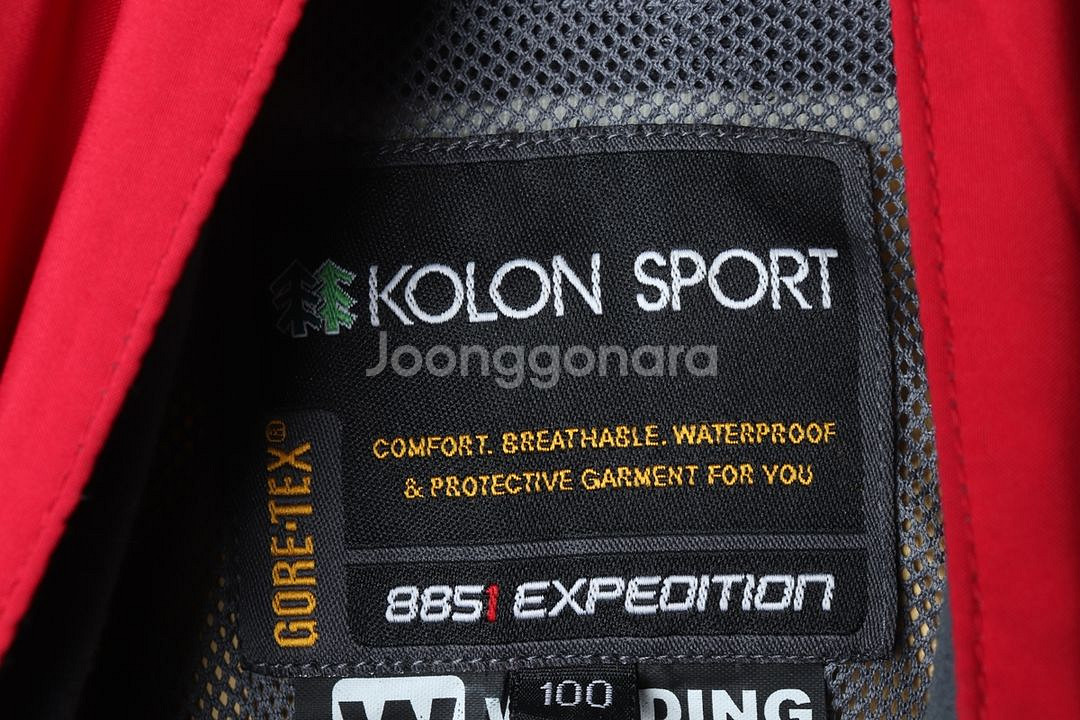 KOLON SPORT
Joonggonara
COMFORT. BREATHABLE. WATERPROOF
& PROTECTIVE GARMENT FOR YOU
GORE-TEX®
8851 EXPEDITION
100